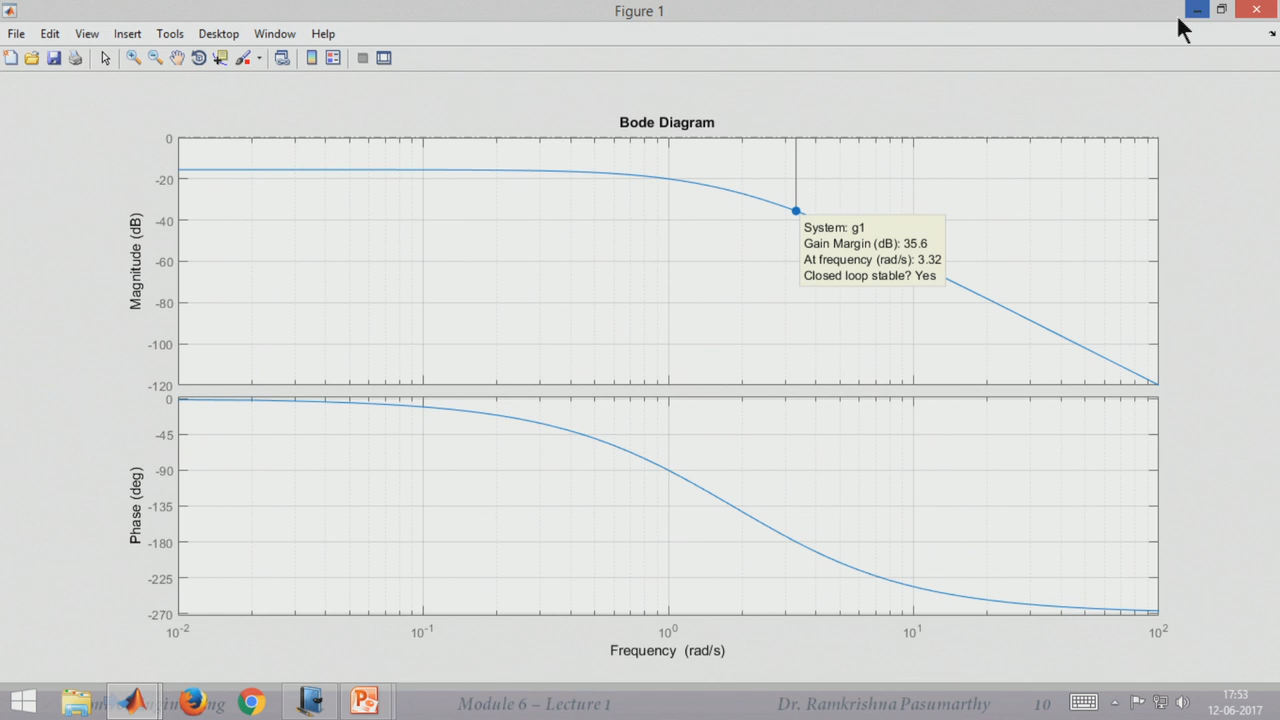 Figure 1
File Edit View Insert Tools Desktop Window Help
Bode Diagram
0
-20
-40
-60
-80
-100
-120
Magnitude (dB)
System: g1
Gain Margin (dB): 35.6
At frequency (rad/s): 3.32
Closed loop stable? Yes
0
-45
-90
-135
-180
-225
-270
Phase (deg)
10^-2 10^-1 10^0 10^1 10^2
Frequency (rad/s)
Module 6 – Lecture 1 Dr. Ramkrishna Pasumarthy 10
17:53
12-06-2017